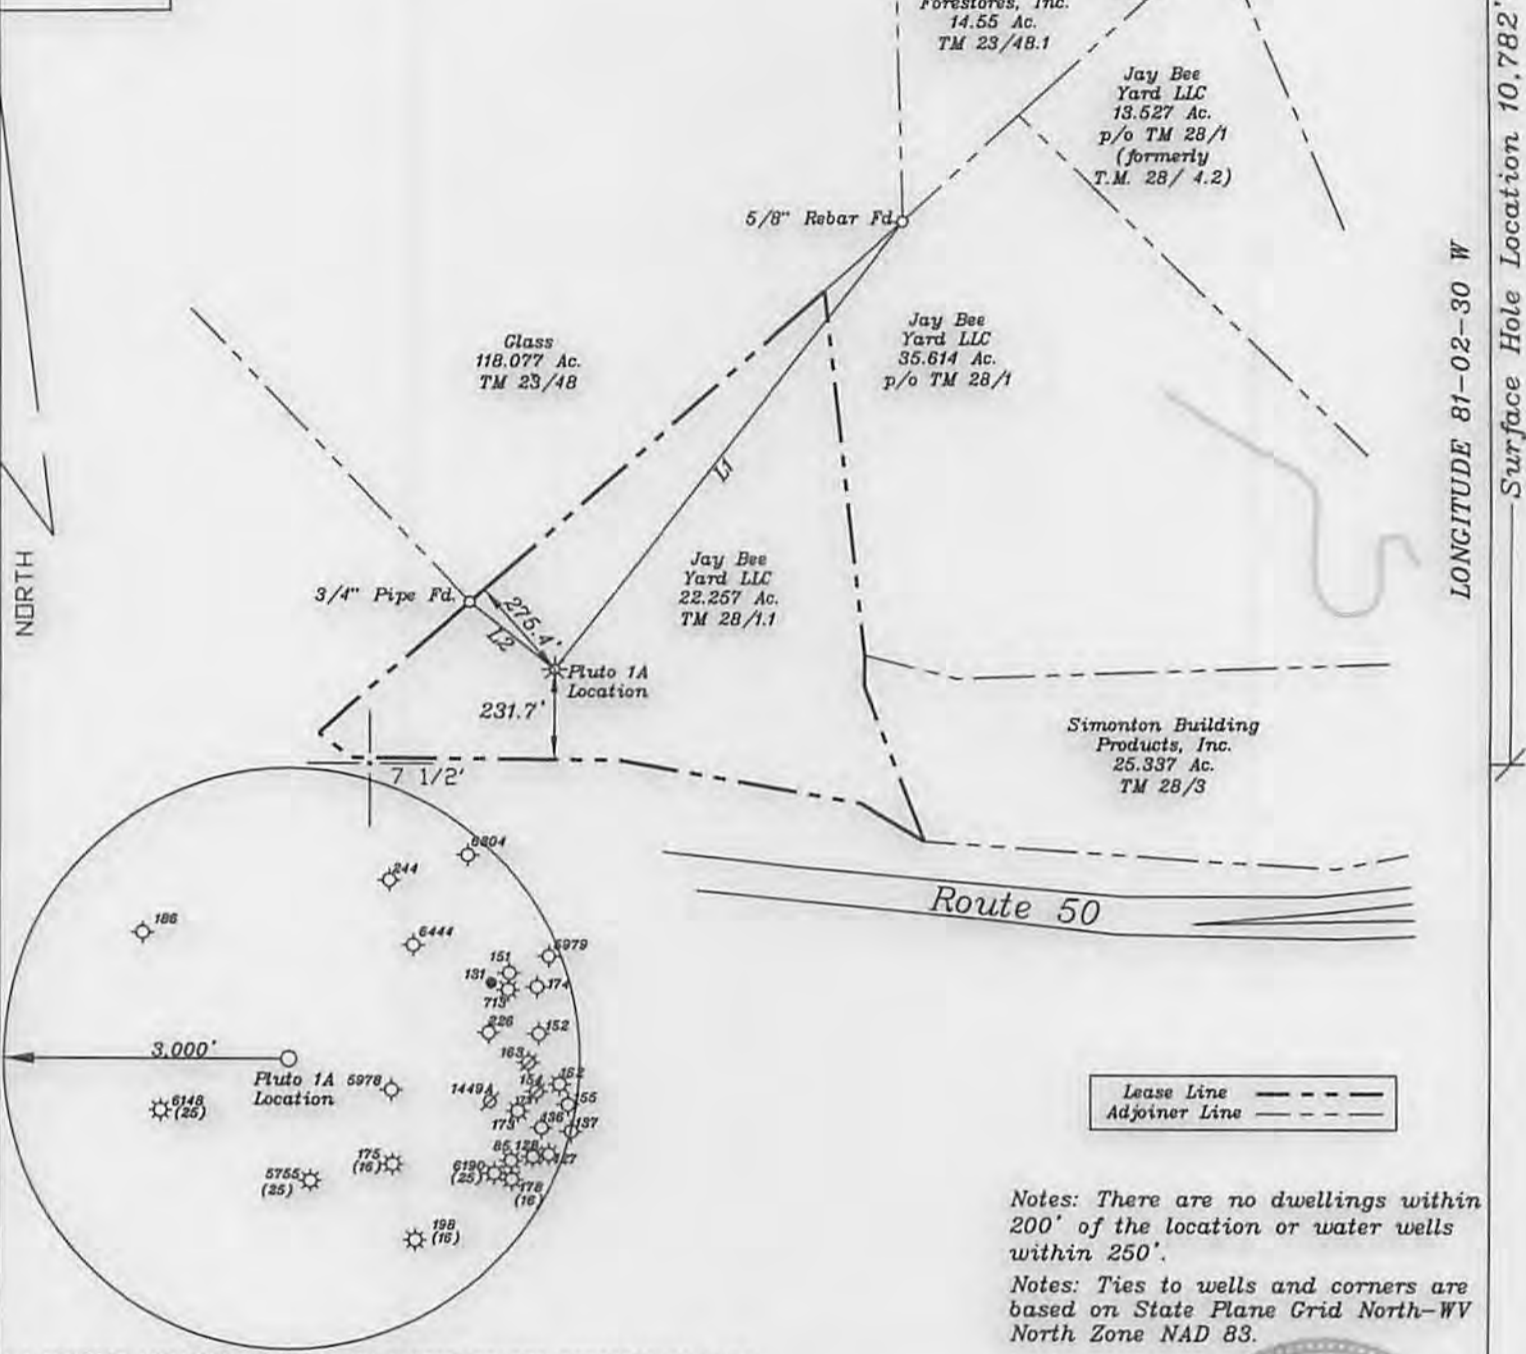 Forestores, Inc.
14.55 Ac.
TM 23/48.1
Jay Bee
Yard LLC
13.527 Ac.
p/o TM 28/1
(formerly
T.M. 28/ 4.2)
Surface Hole Location 10,782'
LONGITUDE 81-02-30 W
5/8" Rebar Fd.
Glass
118.077 Ac.
TM 23/48
Jay Bee
Yard LLC
35.614 Ac.
p/o TM 28/1
L1
NORTH
Jay Bee
Yard LLC
22.257 Ac.
TM 28/1.1
3/4" Pipe Fd.
275.4'
L2
Pluto 1A
Location
231.7'
Simonton Building
Products, Inc.
25.337 Ac.
TM 28/3
7 1/2'
Route 50
6804
244
186
6444
5979
151
131
713
174
226
152
163
3,000'
Pluto 1A
Location
5978
1449A
154
162
155
173
136
137
6148
(25)
175
(16)
85
128
127
6190
(25)
178
(16)
5755
(25)
198
(16)
Lease Line
Adjoiner Line
Notes: There are no dwellings within
200' of the location or water wells
within 250'.
Notes: Ties to wells and corners are
based on State Plane Grid North-WV
North Zone NAD 83.